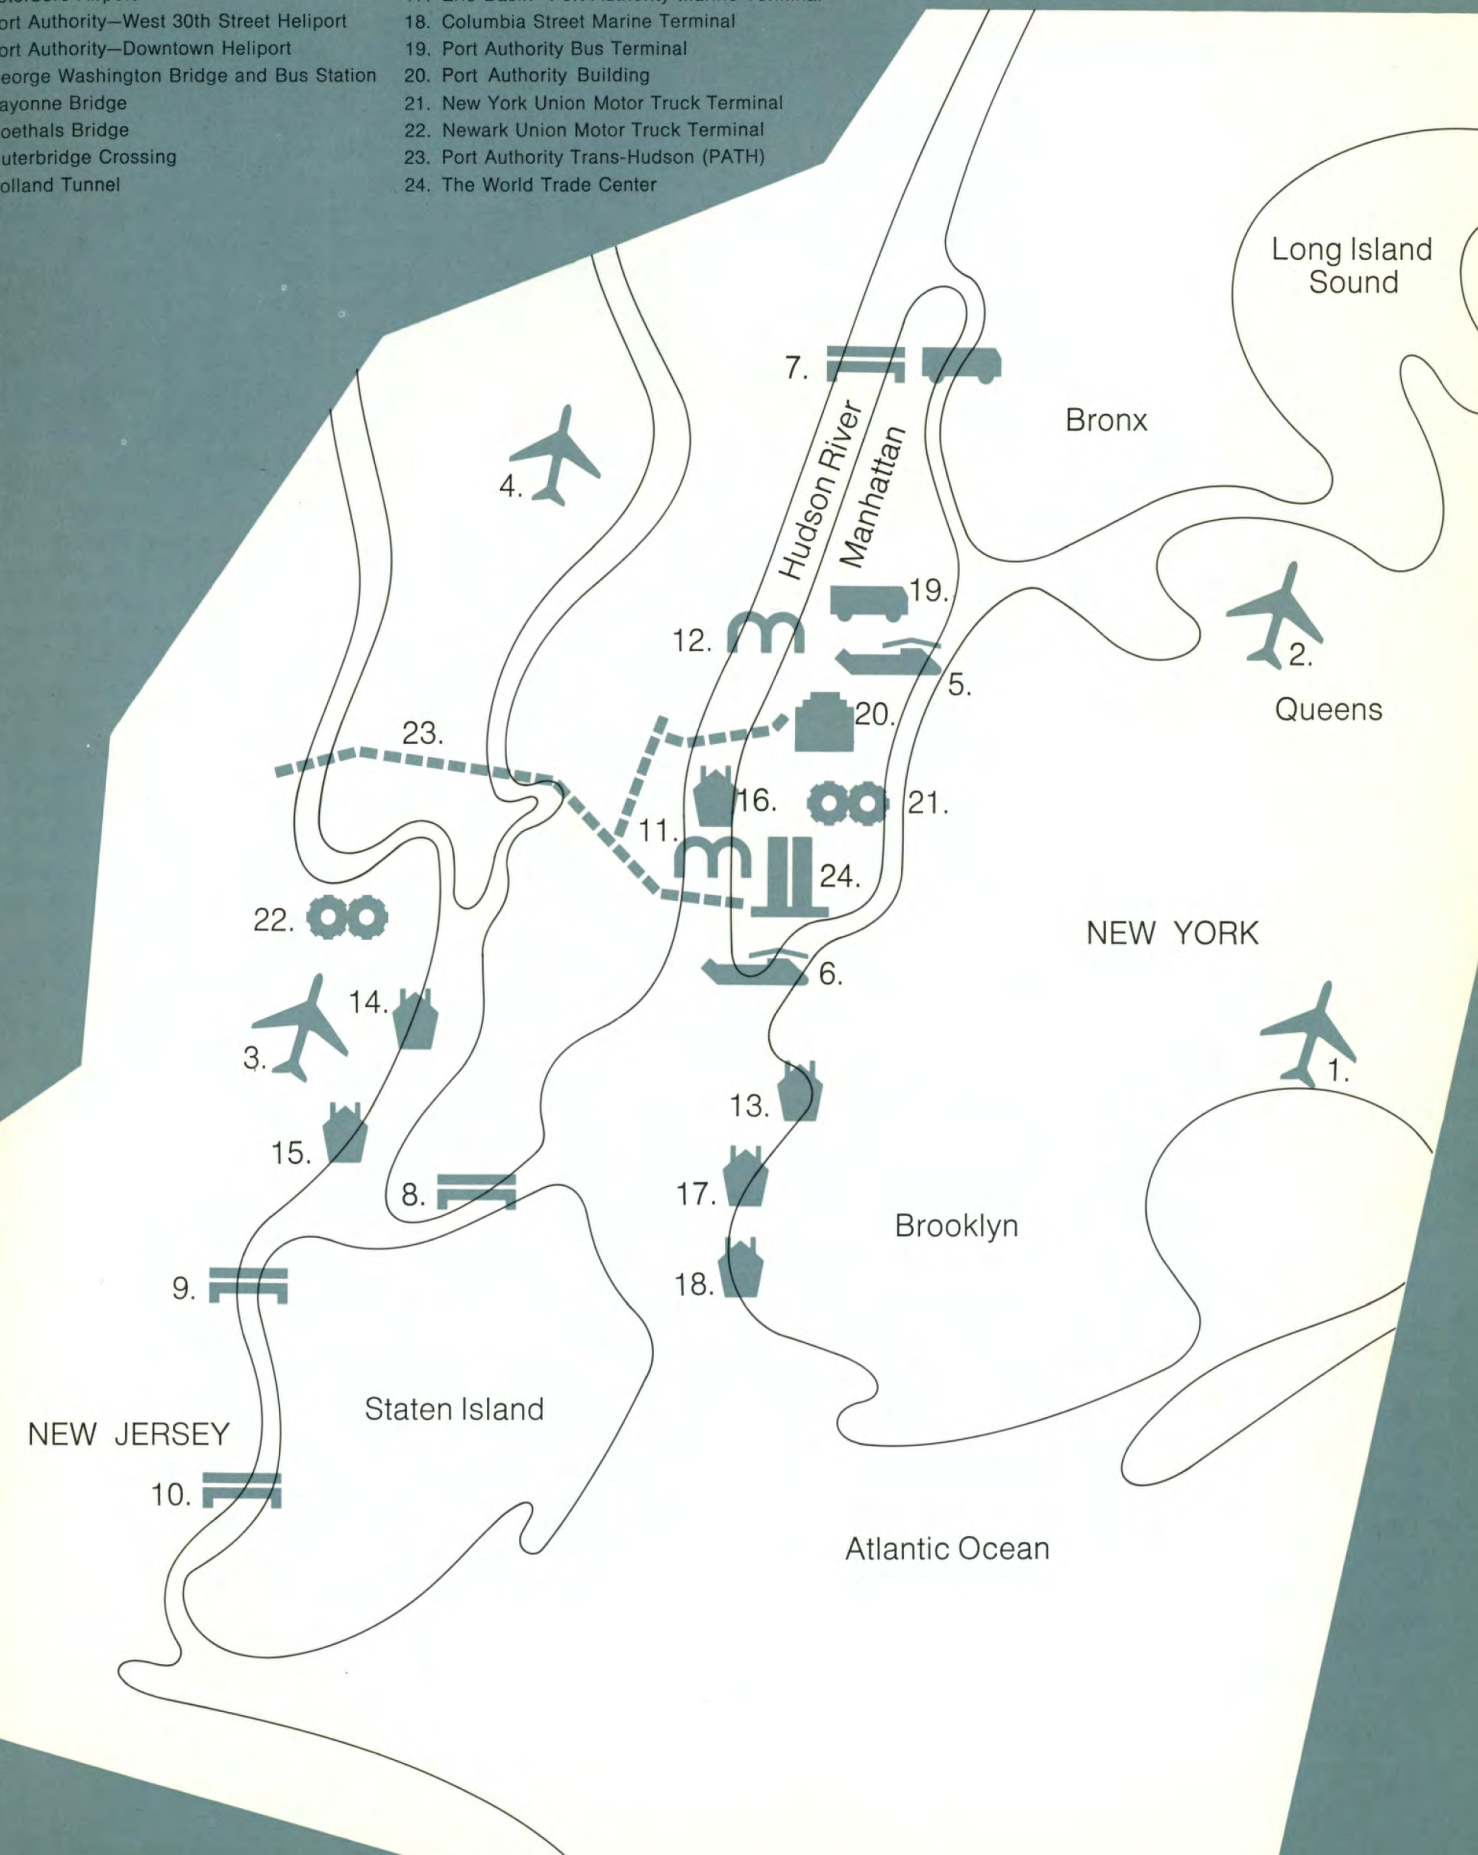 ort Authority—West 30th Street Heliport
ort Authority—Downtown Heliport
eorge Washington Bridge and Bus Station
ayonne Bridge
oethals Bridge
uterbridge Crossing
olland Tunnel
18. Columbia Street Marine Terminal
19. Port Authority Bus Terminal
20. Port Authority Building
21. New York Union Motor Truck Terminal
22. Newark Union Motor Truck Terminal
23. Port Authority Trans-Hudson (PATH)
24. The World Trade Center
Long Island
Sound
7.
Bronx
Hudson River
Manhattan
4.
19.
12.
2.
5.
Queens
20.
23.
16.
21.
11.
24.
22.
NEW YORK
6.
14.
3.
1.
13.
15.
17.
8.
Brooklyn
18.
9.
Staten Island
NEW JERSEY
10.
Atlantic Ocean